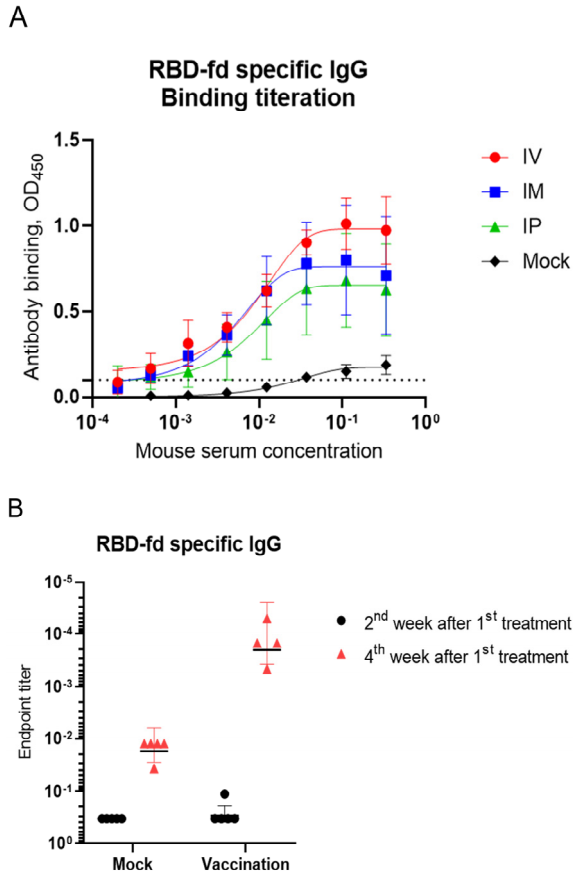 A
RBD-fd specific IgG
Binding titeration
Antibody binding, OD450
1.5
1.0
0.5
0.0
10-4
10-3
10-2
10-1
100
Mouse serum concentration
IV
IM
IP
Mock
B
RBD-fd specific IgG
Endpoint titer
10-5
10-4
10-3
10-2
10-1
100
Mock
Vaccination
2nd week after 1st treatment
4th week after 1st treatment